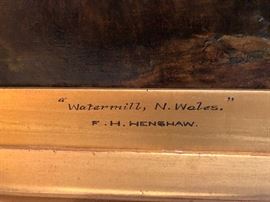 "Watermill, N. Wales."
F. H. HENSHAW.